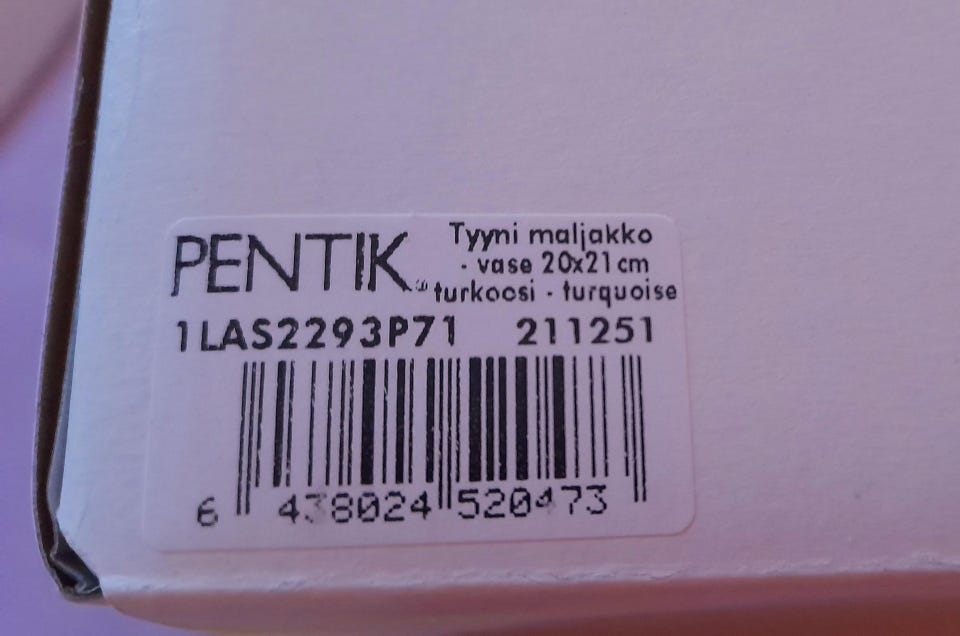 PENTIK®
Tyyni maljakko
- vase 20x21cm
turkoosi - turquoise
1LAS2293P71 211251
6 438024 520473